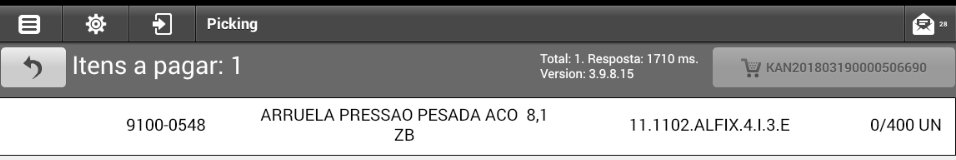 Picking
28
Itens a pagar: 1
Total: 1. Resposta: 1710 ms.
Version: 3.9.8.15
KAN201803190000506690
9100-0548
ARRUELA PRESSAO PESADA ACO 8,1
ZB
11.1102.ALFIX.4.I.3.E
0/400 UN